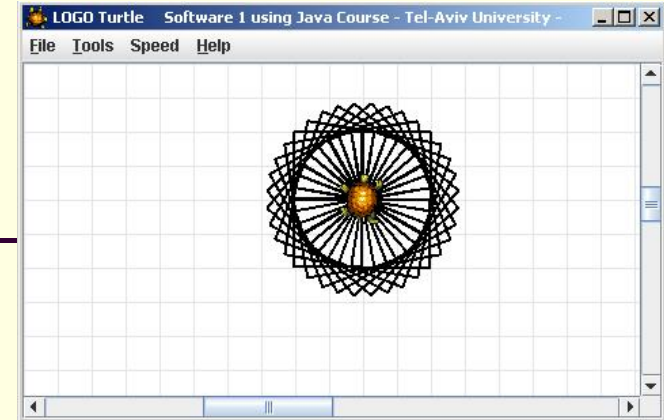 LOGO Turtle Software 1 using Java Course - Tel-Aviv University -
File Tools Speed Help